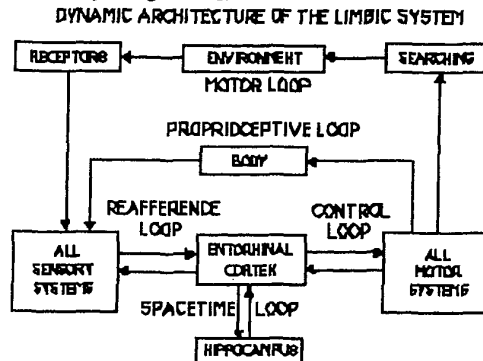 DYNAMIC ARCHITECTURE OF THE LIMBIC SYSTEM
RECEPTORS ENVIRONMENT SEARCHING
MOTOR LOOP
PROPRIOCEPTIVE LOOP
BODY
REAFFERENCE LOOP
CONTROL LOOP
ALL SENSORY SYSTEMS
ENTORHINAL CORTEX
ALL MOTOR SYSTEMS
SPACETIME LOOP
HIPPOCAMPUS